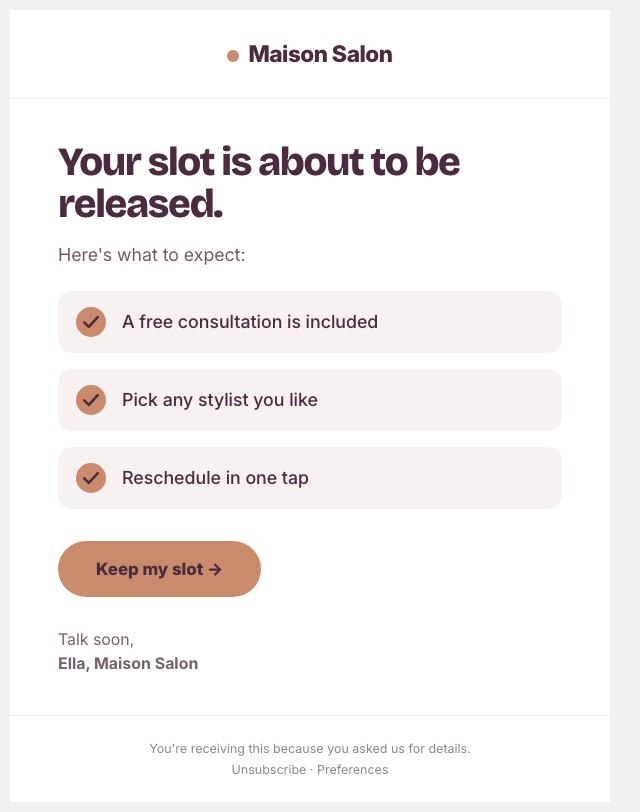 Maison Salon
Your slot is about to be
released.
Here's what to expect:
A free consultation is included
Pick any stylist you like
Reschedule in one tap
Keep my slot →
Talk soon,
Ella, Maison Salon
You're receiving this because you asked us for details.
Unsubscribe · Preferences